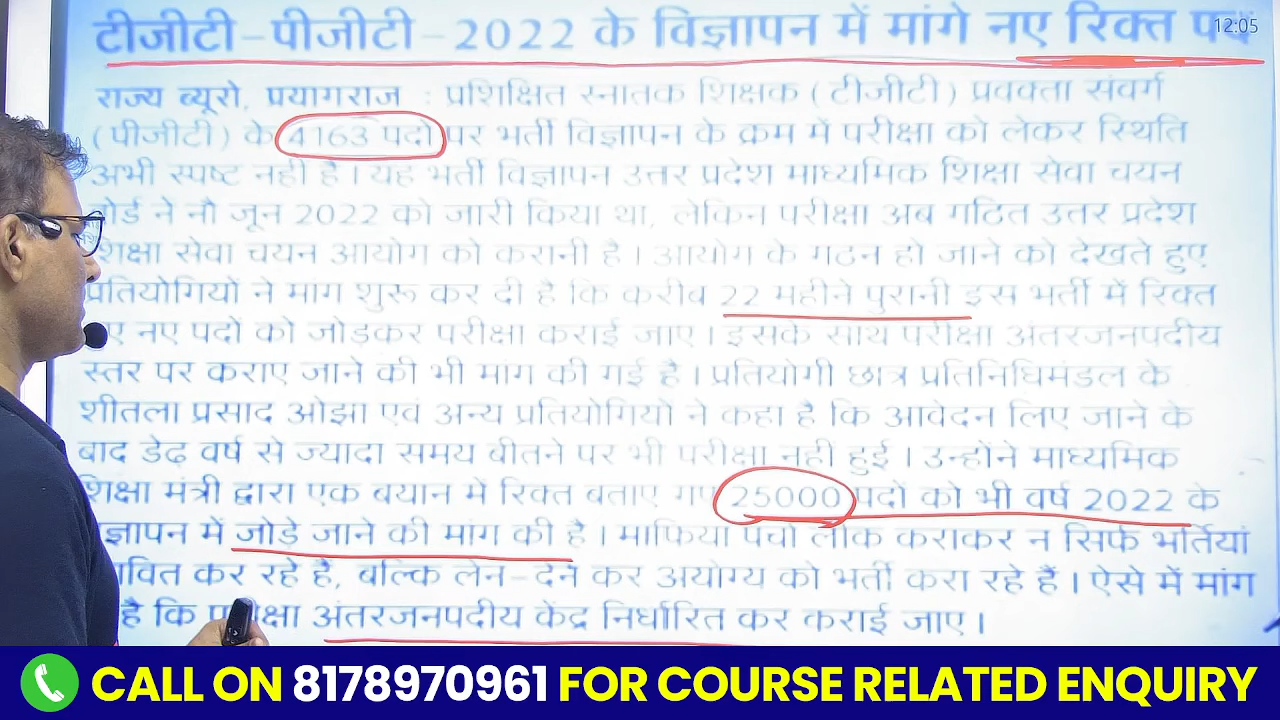 टीजीटी-पीजीटी-2022 के विज्ञापन में मांगे नए रिक्त
12:05
राज्य ब्यूरो, प्रयागराज : प्रशिक्षित स्नातक शिक्षक (टीजीटी) प्रवक्ता संवर्ग
(पीजीटी) के 4163 पदों पर भर्ती विज्ञापन के क्रम में परीक्षा को लेकर स्थिति
अभी स्पष्ट नहीं है। यह भर्ती विज्ञापन उत्तर प्रदेश माध्यमिक शिक्षा सेवा चयन
बोर्ड ने नौ जून 2022 को जारी किया था, लेकिन परीक्षा अब गठित उत्तर प्रदेश
शिक्षा सेवा चयन आयोग को करानी है। आयोग के गठन हो जाने को देखते हुए
प्रतियोगियों ने मांग शुरू कर दी है कि करीब 22 महीने पुरानी इस भर्ती में रिक्त
नए पदों को जोड़कर परीक्षा कराई जाए। इसके साथ परीक्षा अंतरजनपदीय
स्तर पर कराए जाने की भी मांग की गई है। प्रतियोगी छात्र प्रतिनिधिमंडल के
शीतला प्रसाद ओझा एवं अन्य प्रतियोगियों ने कहा है कि आवेदन लिए जाने के
बाद डेढ़ वर्ष से ज्यादा समय बीतने पर भी परीक्षा नहीं हुई। उन्होंने माध्यमिक
शिक्षा मंत्री द्वारा एक बयान में रिक्त बताए गए 25000 पदों को भी वर्ष 2022 के
विज्ञापन में जोड़े जाने की मांग की है। माफिया पर्चा लीक कराकर न सिर्फ भर्तियां
प्रभावित कर रहे हैं, बल्कि लेन-देन कर अयोग्य को भर्ती करा रहे हैं। ऐसे में मांग
है कि परीक्षा अंतरजनपदीय केंद्र निर्धारित कर कराई जाए।
CALL ON 8178970961 FOR COURSE RELATED ENQUIRY